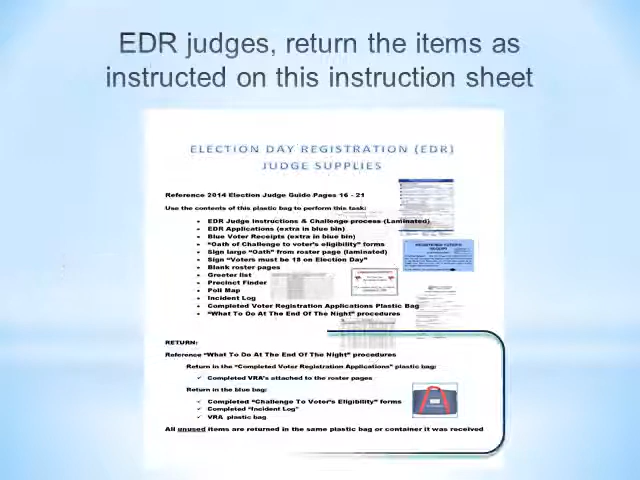 EDR judges, return the items as
instructed on this instruction sheet
ELECTION DAY REGISTRATION (EDR)
JUDGE SUPPLIES
Reference 2014 Election Judge Guide Pages 16 - 21
Use the contents of this plastic bag to perform this task:
• EDR Judge Instructions & Challenge process (Laminated)
• EDR Applications (extra in blue bin)
• Blue Voter Receipts (extra in blue bin)
• "Oath of Challenge to voter's eligibility" forms
• Sign large "Oath" from roster page (laminated)
• Sign "Voters must be 18 on Election Day"
• Blank roster pages
• Greeter list
• Precinct Finder
• Poll Map
• Incident Log
• Completed Voter Registration Applications Plastic Bag
• "What To Do At The End Of The Night" procedures
RETURN:
Reference "What To Do At The End Of The Night" procedures
Return in the "Completed Voter Registration Applications" plastic bag:
✓ Completed VRA's attached to the roster pages
Return in the blue bag:
✓ Completed "Challenge To Voter's Eligibility" forms
✓ Completed "Incident Log"
✓ VRA plastic bag
All unused items are returned in the same plastic bag or container it was received